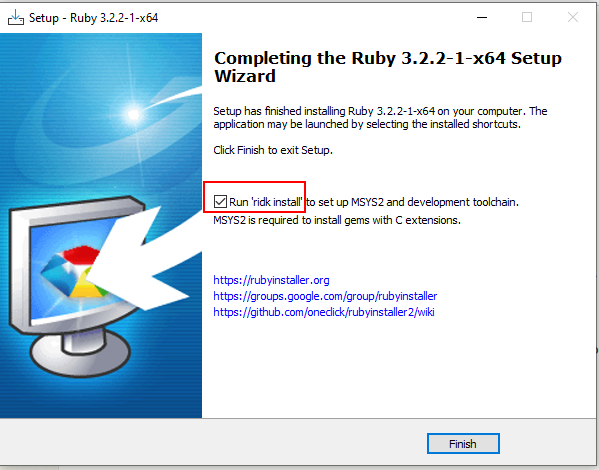 Setup - Ruby 3.2.2-1-x64
Completing the Ruby 3.2.2-1-x64 Setup
Wizard
Setup has finished installing Ruby 3.2.2-1-x64 on your computer. The
application may be launched by selecting the installed shortcuts.
Click Finish to exit Setup.
Run 'ridk install' to set up MSYS2 and development toolchain.
MSYS2 is required to install gems with C extensions.
https://rubyinstaller.org
https://groups.google.com/group/rubyinstaller
https://github.com/oneclick/rubyinstaller2/wiki
Finish